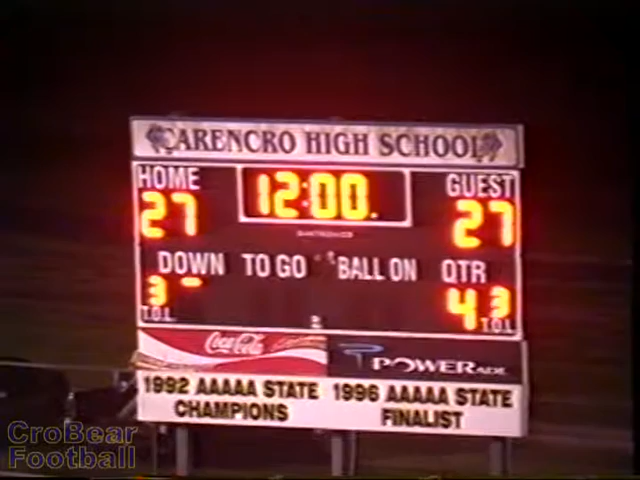 CARENCRO HIGH SCHOOL
HOME 12:00. GUEST
27 27
DOWN TO GO BALL ON QTR
3 4 3
T.O.L T.O.L
Coca-Cola POWERADE
1992 AAAAA STATE 1996 AAAAA STATE
CHAMPIONS FINALIST
CroBear
Football